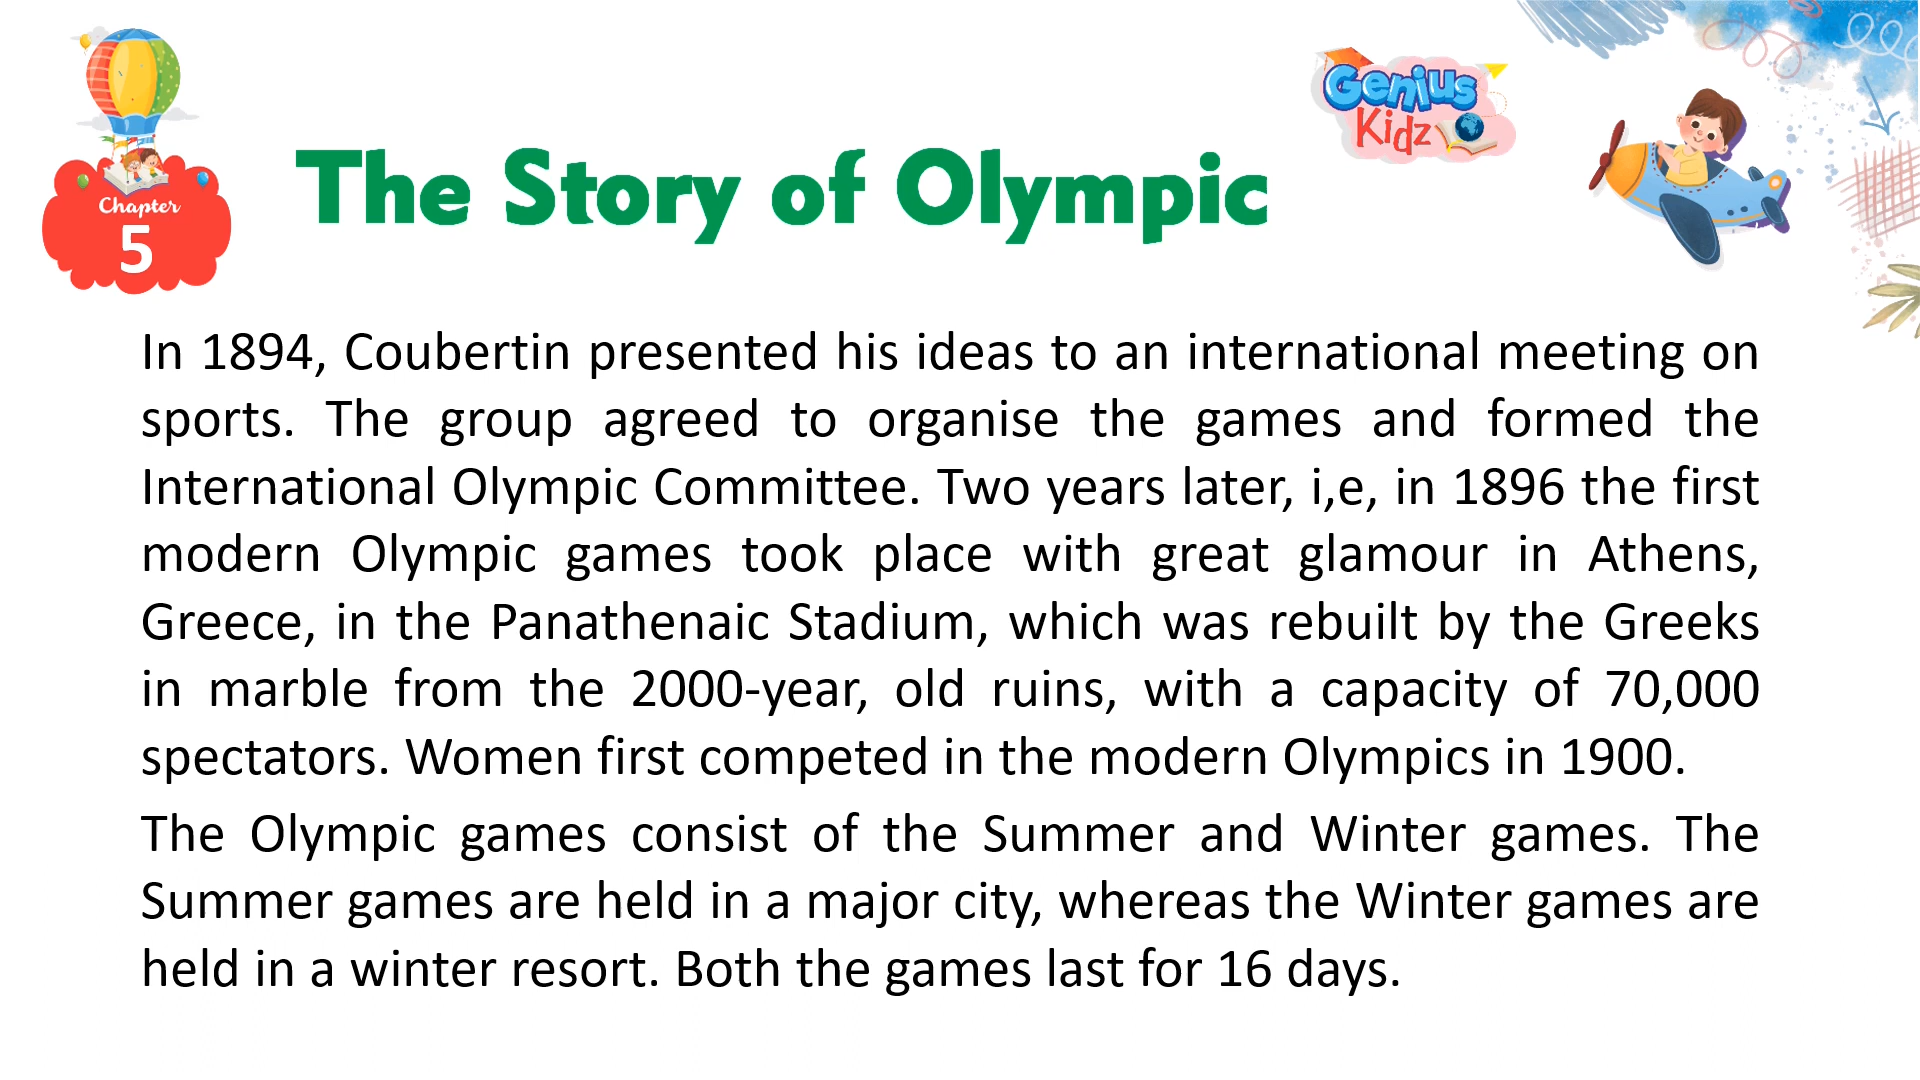 Chapter
5
The Story of Olympic
Genius
Kidz
In 1894, Coubertin presented his ideas to an international meeting on
sports. The group agreed to organise the games and formed the
International Olympic Committee. Two years later, i,e, in 1896 the first
modern Olympic games took place with great glamour in Athens,
Greece, in the Panathenaic Stadium, which was rebuilt by the Greeks
in marble from the 2000-year, old ruins, with a capacity of 70,000
spectators. Women first competed in the modern Olympics in 1900.
The Olympic games consist of the Summer and Winter games. The
Summer games are held in a major city, whereas the Winter games are
held in a winter resort. Both the games last for 16 days.